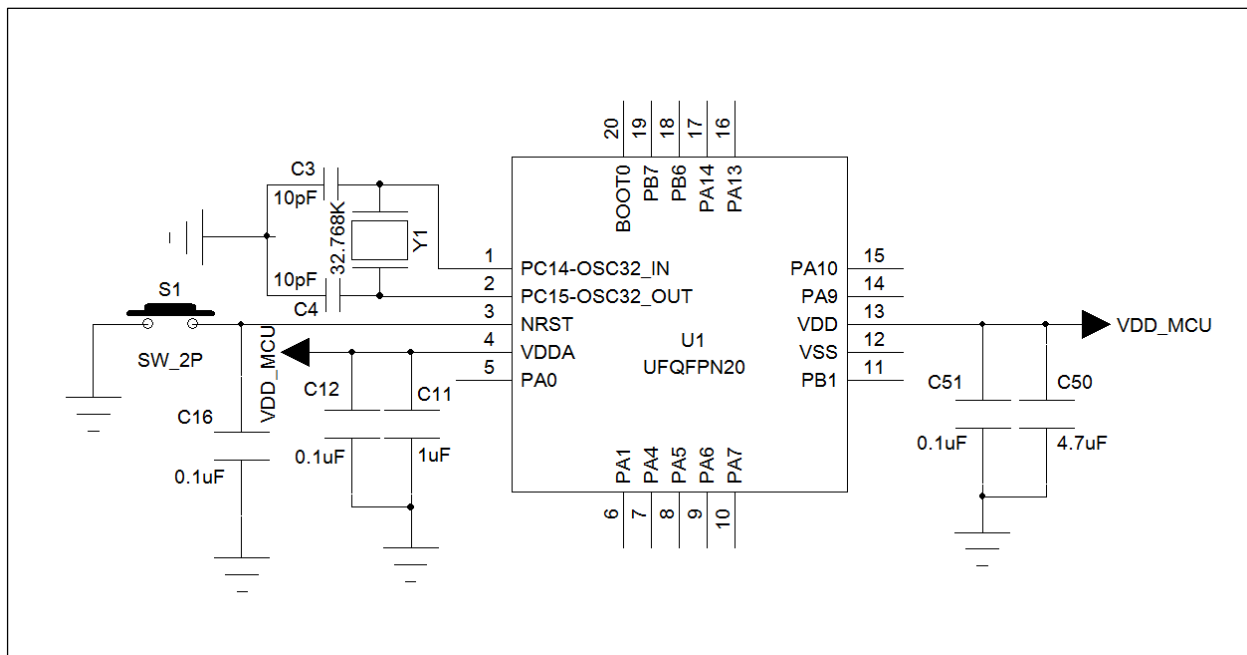 20
19
18
17
16
BOOT0
PB7
PB6
PA14
PA13
C3
10pF
32.768K
Y1
10pF
C4
S1
SW_2P
1
PC14-OSC32_IN
2
PC15-OSC32_OUT
3
NRST
4
VDDA
5
PA0
U1
UFQFPN20
PA10
15
PA9
14
VDD
13
VSS
12
PB1
11
VDD_MCU
VDD_MCU
C16
0.1uF
C12
0.1uF
C11
1uF
C51
0.1uF
C50
4.7uF
PA1
PA4
PA5
PA6
PA7
6
7
8
9
10